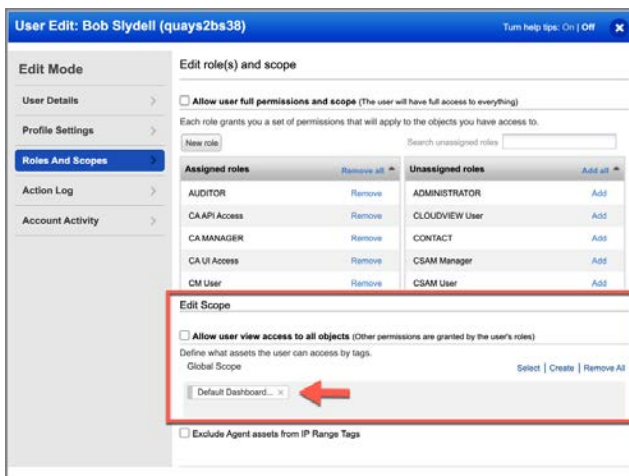 User Edit: Bob Slydell (quays2bs38)
Turn help tips: On | Off
Edit Mode
User Details
Profile Settings
Roles And Scopes
Action Log
Account Activity
Edit role(s) and scope
Allow user full permissions and scope (The user will have full access to everything)
Each role grants you a set of permissions that will apply to the objects you have access to.
New role
Search unassigned roles
Assigned roles Remove all
Unassigned roles Add all
AUDITOR Remove
ADMINISTRATOR Add
CA API Access Remove
CLOUDVIEW User Add
CA MANAGER Remove
CONTACT Add
CA UI Access Remove
CSAM Manager Add
CM User Remove
CSAM User Add
Edit Scope
Allow user view access to all objects (Other permissions are granted by the user's roles)
Define what assets the user can access by tags.
Global Scope
Select | Create | Remove All
Default Dashboard...
Exclude Agent assets from IP Range Tags